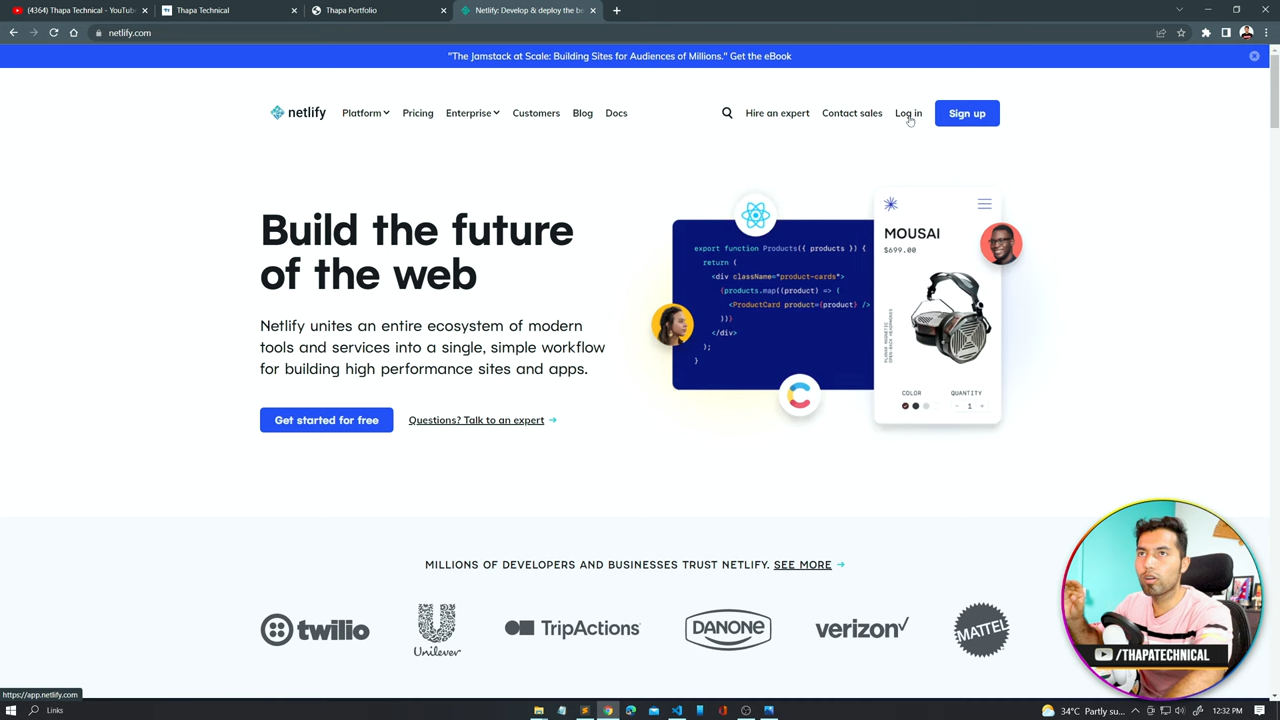 (4364) Thapa Technical - YouTub
Thapa Technical
Thapa Portfolio
Netlify: Develop & deploy the be
netlify.com
"The Jamstack at Scale: Building Sites for Audiences of Millions." Get the eBook
netlify
Platform
Pricing
Enterprise
Customers
Blog
Docs
Hire an expert
Contact sales
Log in
Sign up
Build the future
of the web
Netlify unites an entire ecosystem of modern
tools and services into a single, simple workflow
for building high performance sites and apps.
Get started for free
Questions? Talk to an expert →
export function Products({ products }) {
return (
<div className="product-cards">
{products.map((product) => (
<ProductCard product={product} />
))}
</div>
);
}
MOUSAI
$699.00
PLANAR MAGNETIC
OPEN-BACK HEADPHONES
COLOR
QUANTITY
- 1 +
MILLIONS OF DEVELOPERS AND BUSINESSES TRUST NETLIFY. SEE MORE →
twilio
Unilever
TripActions
DANONE
verizon✓
MATTEL
/THAPATECHNICAL
https://app.netlify.com
Links
34°C Partly su...
12:32 PM